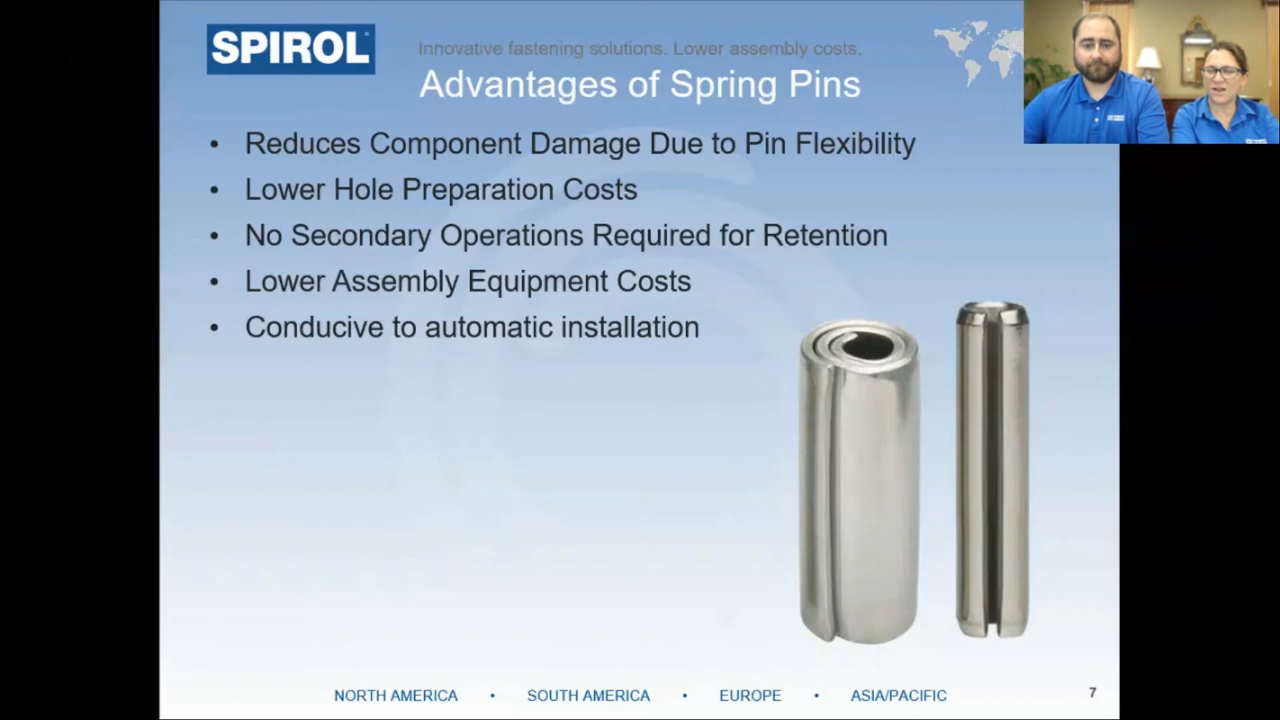 SPIROL
Innovative fastening solutions. Lower assembly costs.
Advantages of Spring Pins
• Reduces Component Damage Due to Pin Flexibility
• Lower Hole Preparation Costs
• No Secondary Operations Required for Retention
• Lower Assembly Equipment Costs
• Conducive to automatic installation
NORTH AMERICA • SOUTH AMERICA • EUROPE • ASIA/PACIFIC
7